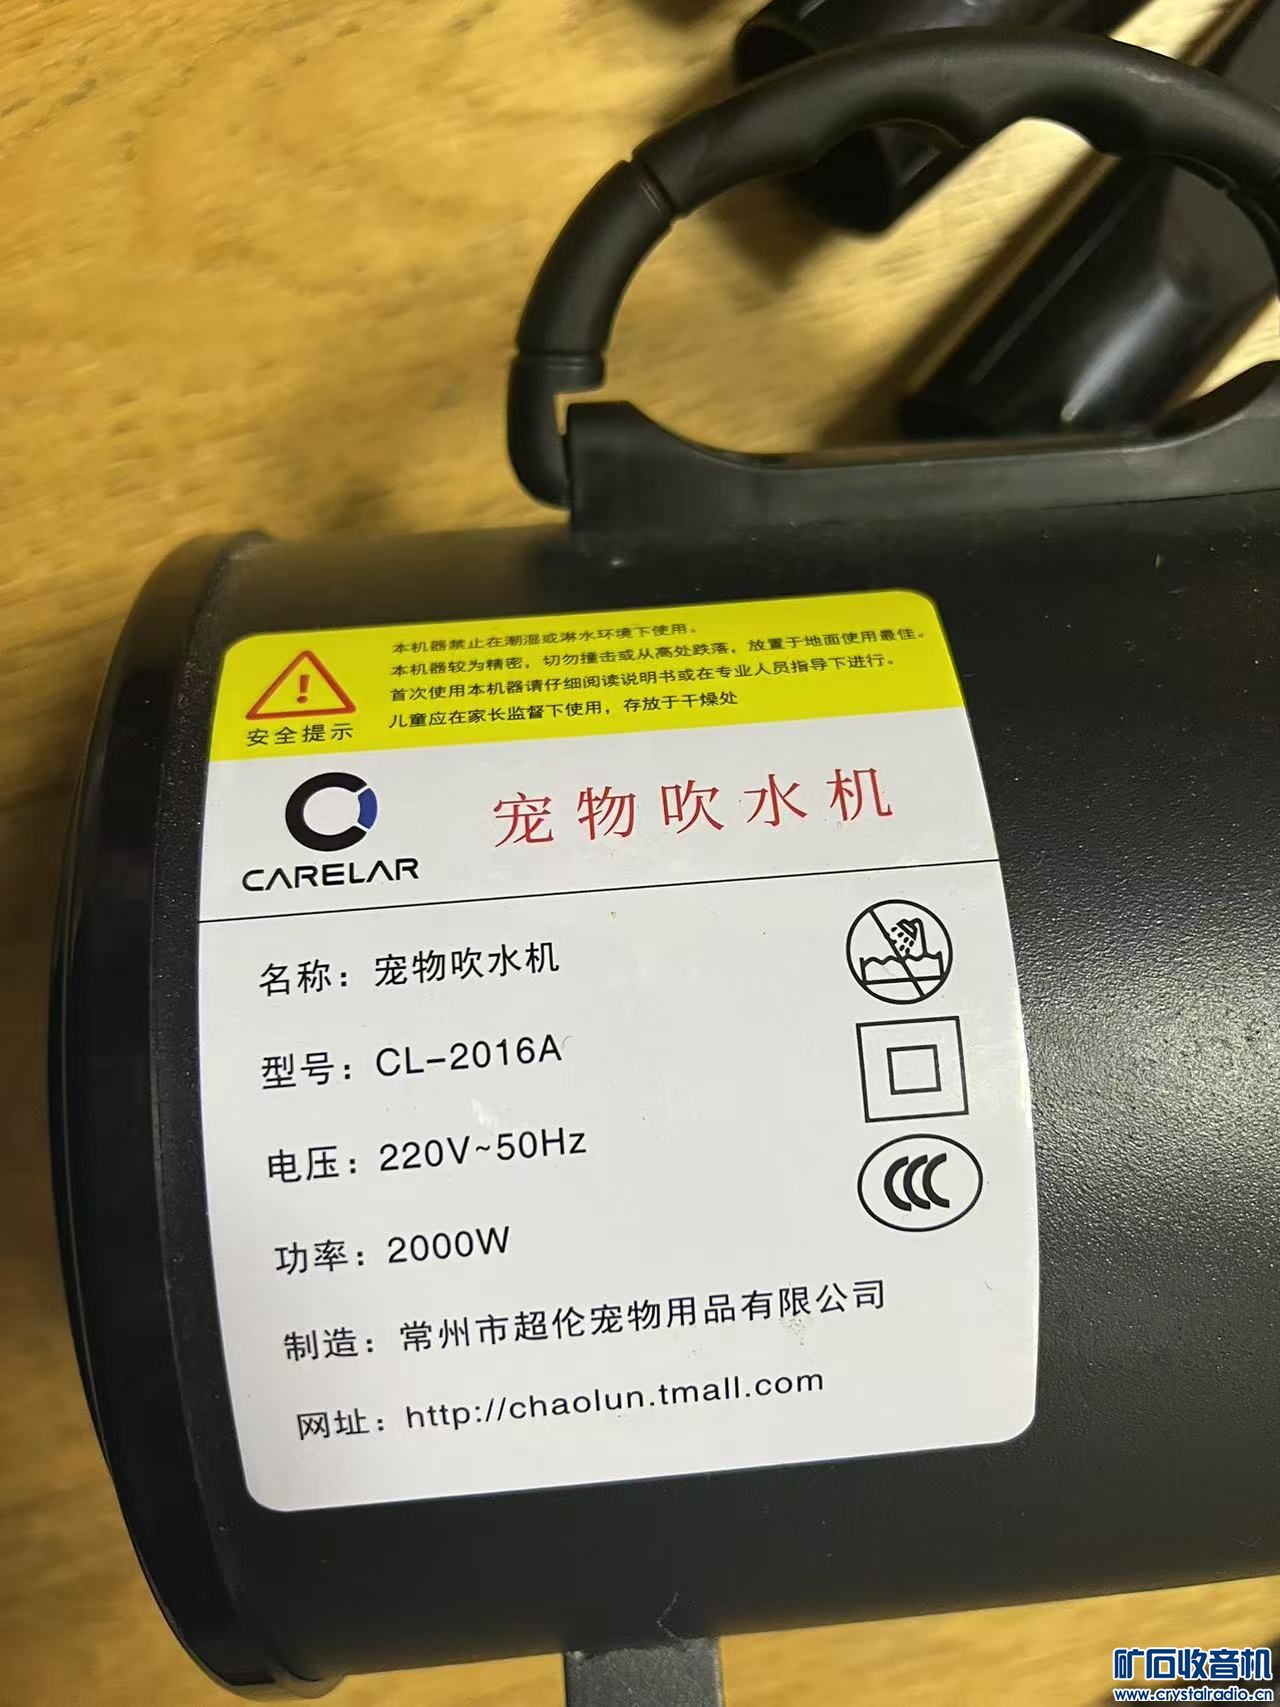 本机器禁止在潮湿或淋水环境下使用。
本机器较为精密，切勿撞击或从高处跌落，放置于地面使用最佳。
首次使用本机器请仔细阅读说明书或在专业人员指导下进行。
儿童应在家长监督下使用，存放于干燥处
安全提示
CARELAR
宠物吹水机
名称：宠物吹水机
型号：CL-2016A
电压：220V~50Hz
功率：2000W
制造：常州市超伦宠物用品有限公司
网址：http://chaolun.tmall.com
CCC
矿石收音机
www.crystalradio.cn